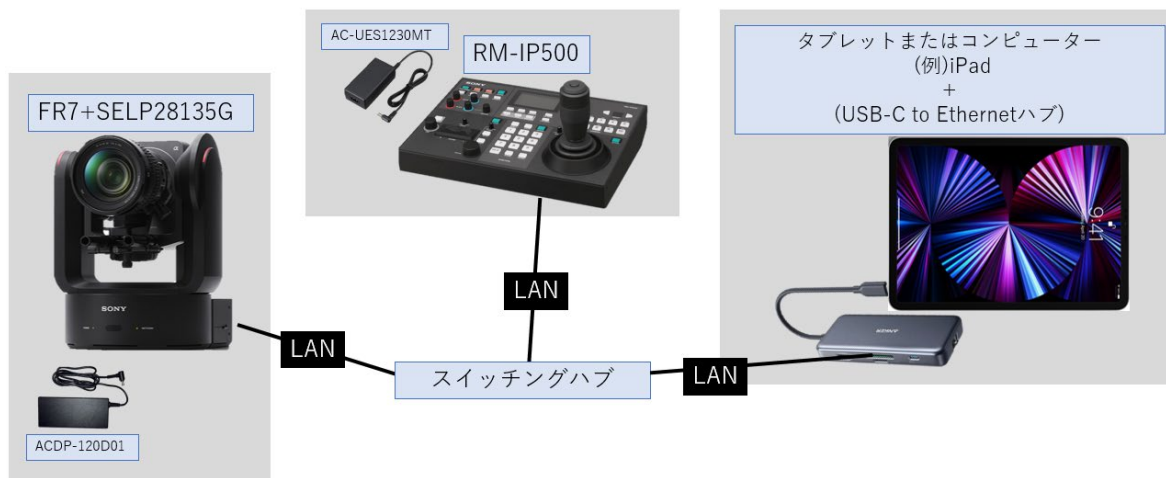 AC-UES1230MT
RM-IP500
SONY
FR7+SELP28135G
SONY
ACDP-120D01
タブレットまたはコンピューター
(例)iPad
+
(USB-C to Ethernetハブ)
9:41
LAN
LAN
LAN
スイッチングハブ